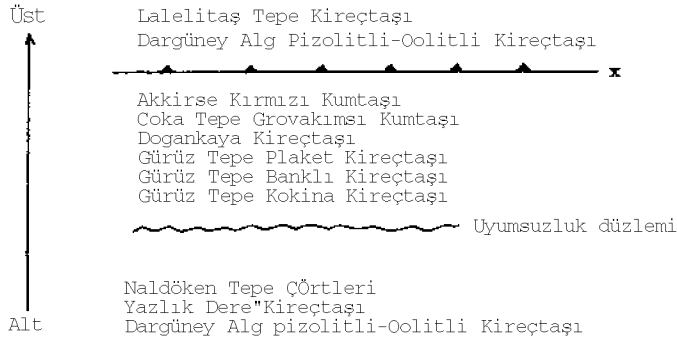 Üst
Lalelitaş Tepe Kireçtaşı
Dargüney Alg Pizolitli-Oolitli Kireçtaşı
x
Akkirse Kırmızı Kumtaşı
Coka Tepe Grovakımsı Kumtaşı
Dogankaya Kireçtaşı
Gürüz Tepe Plaket Kireçtaşı
Gürüz Tepe Banklı Kireçtaşı
Gürüz Tepe Kokina Kireçtaşı
Uyumsuzluk düzlemi
Naldöken Tepe ÇÖrtleri
Yazlık Dere"Kireçtaşı
Alt
Dargüney Alg pizolitli-Oolitli Kireçtaşı